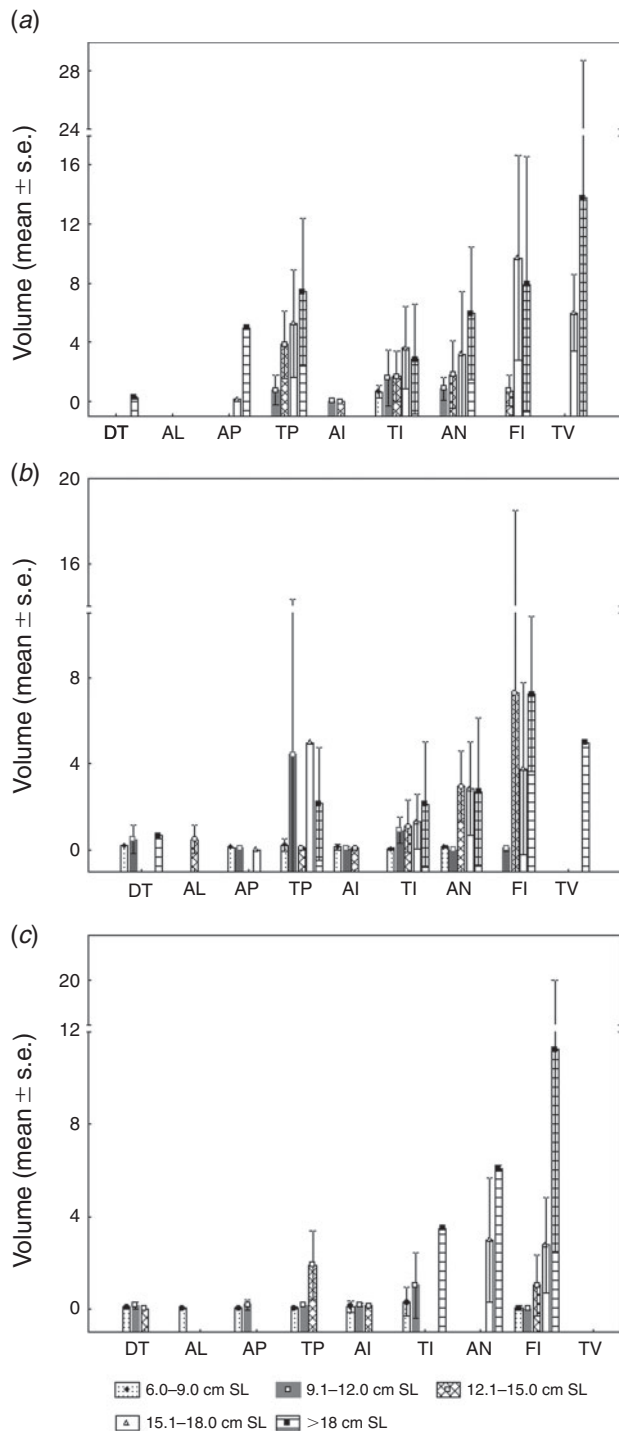 (a)
28
24
16
12
8
4
0
Volume (mean ± s.e.)
DT AL AP TP AI TI AN FI TV
(b)
20
16
8
4
0
Volume (mean ± s.e.)
DT AL AP TP AI TI AN FI TV
(c)
20
12
8
4
0
Volume (mean ± s.e.)
DT AL AP TP AI TI AN FI TV
6.0–9.0 cm SL 9.1–12.0 cm SL 12.1–15.0 cm SL
15.1–18.0 cm SL >18 cm SL